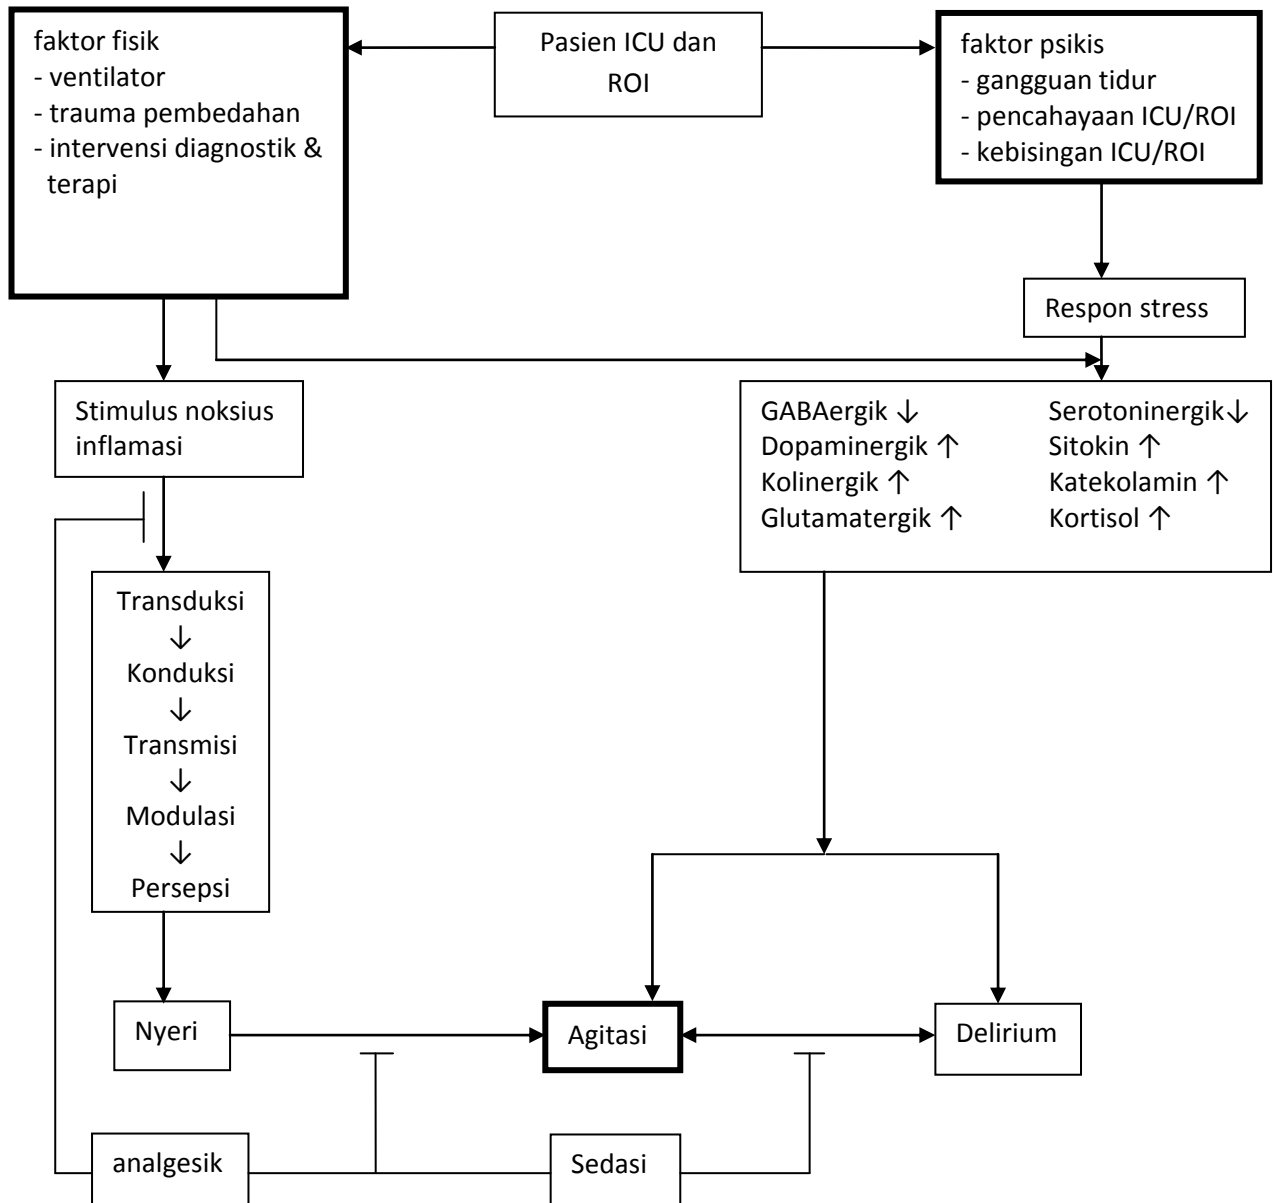 faktor fisik
- ventilator
- trauma pembedahan
- intervensi diagnostik &
terapi
Pasien ICU dan
ROI
faktor psikis
- gangguan tidur
- pencahayaan ICU/ROI
- kebisingan ICU/ROI
Respon stress
Stimulus noksius
inflamasi
GABAergik ↓
Dopaminergik ↑
Kolinergik ↑
Glutamatergik ↑
Serotoninergik↓
Sitokin ↑
Katekolamin ↑
Kortisol ↑
Transduksi
↓
Konduksi
↓
Transmisi
↓
Modulasi
↓
Persepsi
Nyeri
Agitasi
Delirium
analgesik
Sedasi